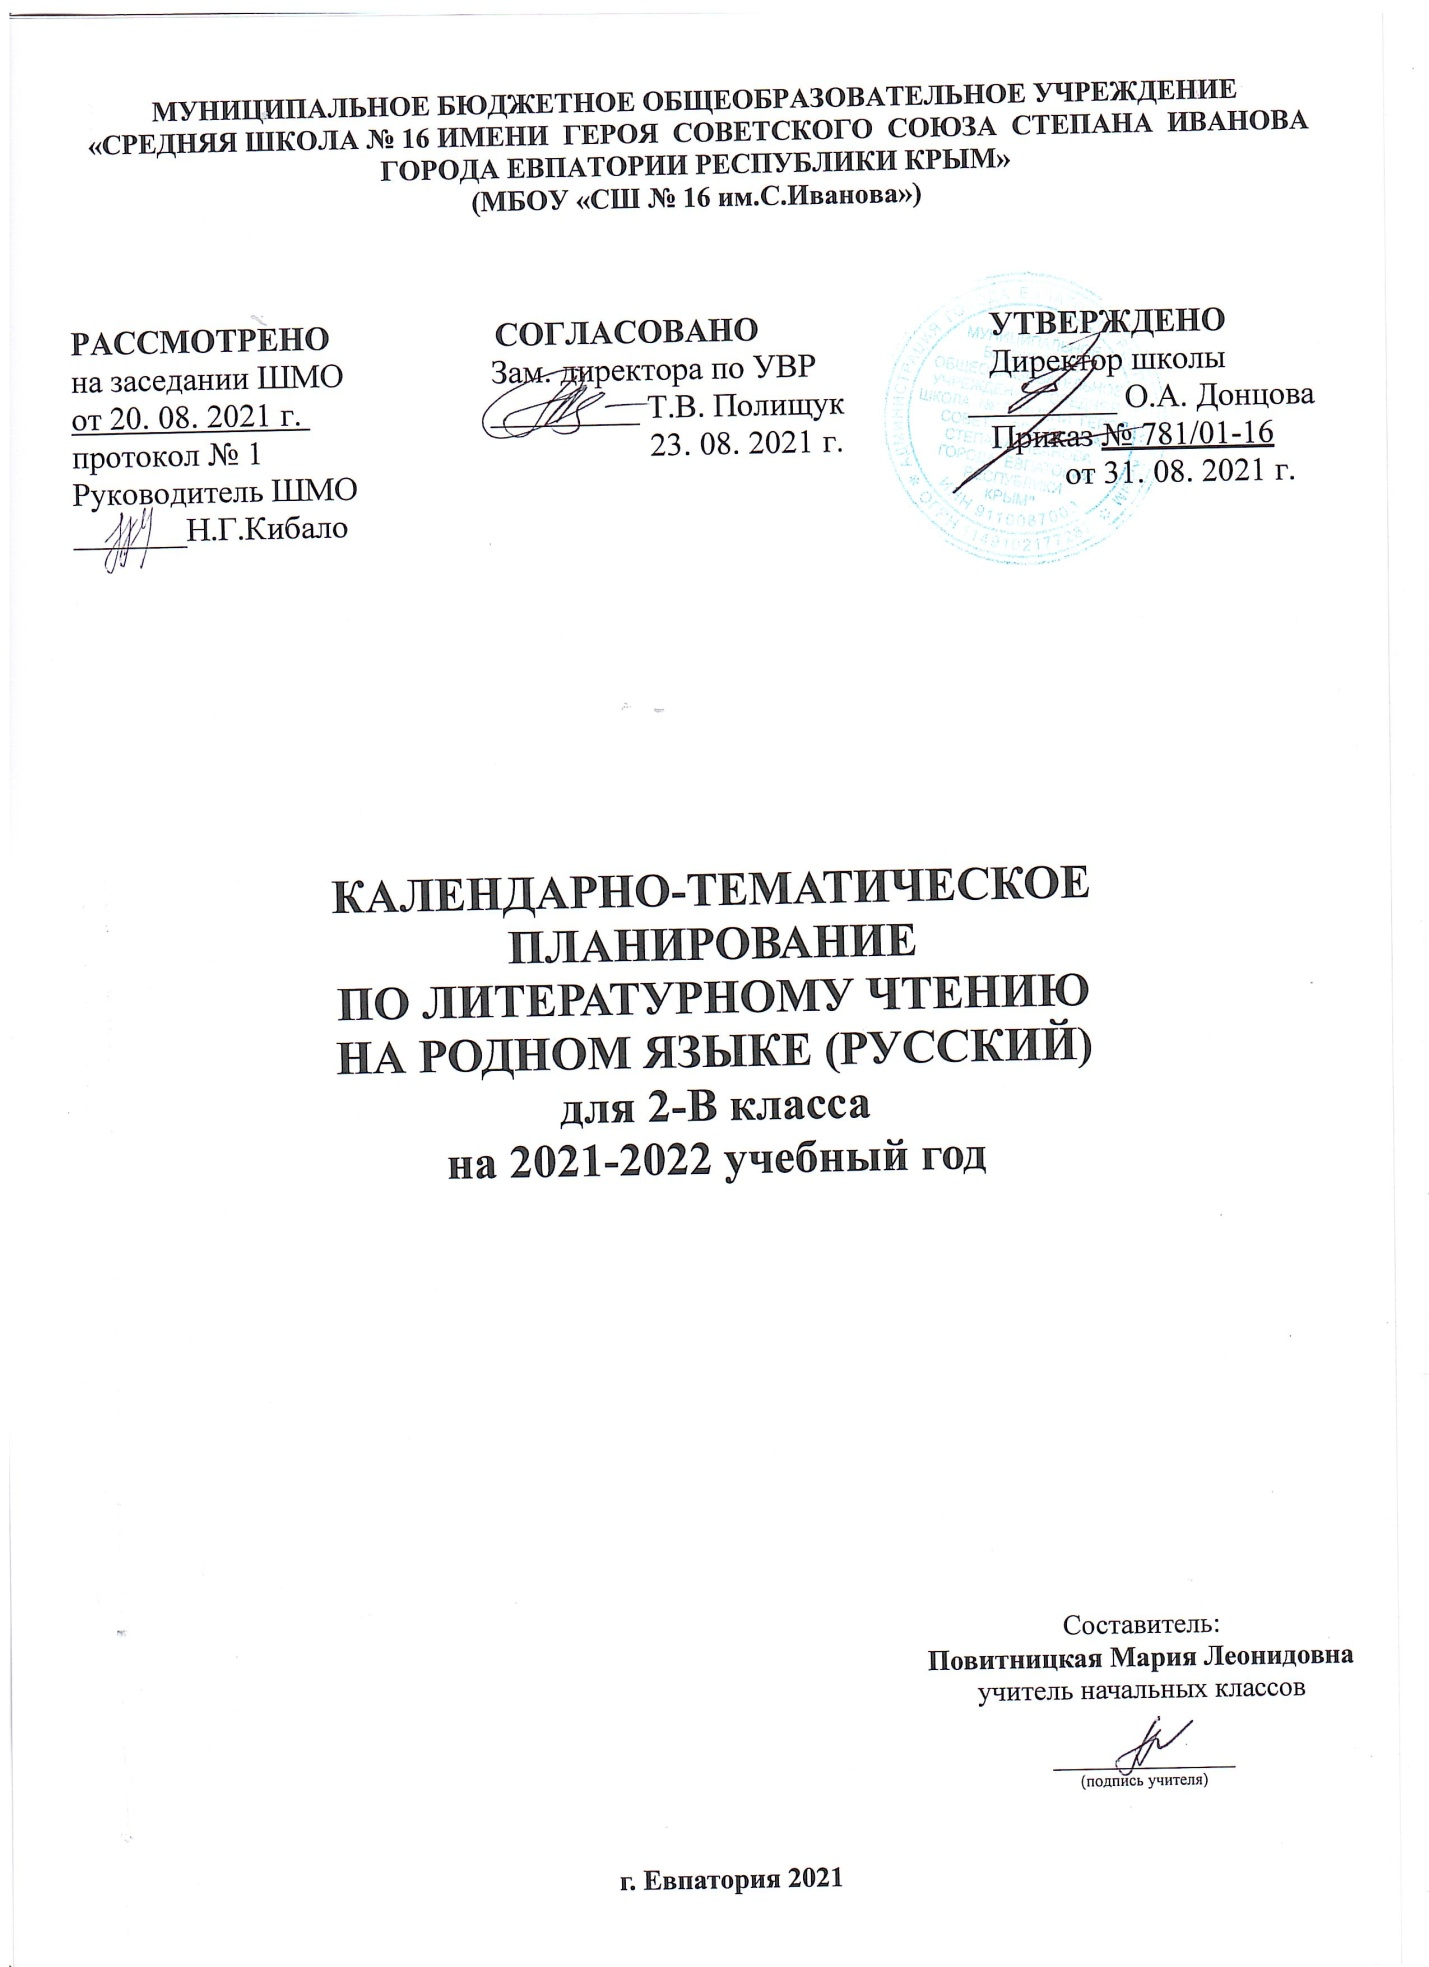 МУНИЦИПАЛЬНОЕ БЮДЖЕТНОЕ ОБЩЕОБРАЗОВАТЕЛЬНОЕ УЧРЕЖДЕНИЕ
«СРЕДНЯЯ ШКОЛА № 16 ИМЕНИ ГЕРОЯ СОВЕТСКОГО СОЮЗА СТЕПАНА ИВАНОВА
ГОРОДА ЕВПАТОРИИ РЕСПУБЛИКИ КРЫМ»
(МБОУ «СШ № 16 им.С.Иванова»)
РАССМОТРЕНО
на заседании ШМО
от 20. 08. 2021 г.
протокол № 1
Руководитель ШМО
Н.Г.Кибало
СОГЛАСОВАНО
Зам. директора по УВР
Т.В. Полищук
23. 08. 2021 г.
УТВЕРЖДЕНО
Директор школы
О.А. Донцова
Приказ № 781/01-16
от 31. 08. 2021 г.
КАЛЕНДАРНО-ТЕМАТИЧЕСКОЕ
ПЛАНИРОВАНИЕ
ПО ЛИТЕРАТУРНОМУ ЧТЕНИЮ
НА РОДНОМ ЯЗЫКЕ (РУССКИЙ)
для 2-В класса
на 2021-2022 учебный год
Составитель:
Повитницкая Мария Леонидовна
учитель начальных классов
(подпись учителя)
г. Евпатория 2021